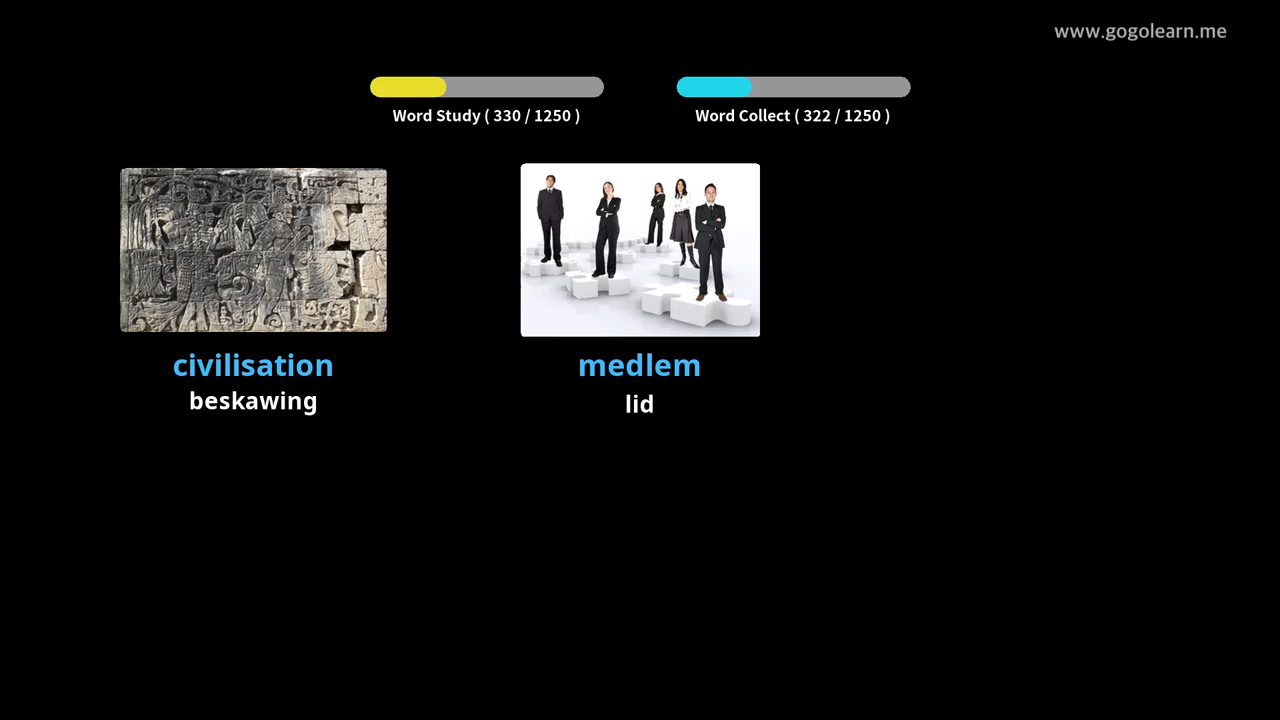 www.gogolearn.me
Word Study ( 330 / 1250 )
Word Collect ( 322 / 1250 )
civilisation
beskawing
medlem
lid